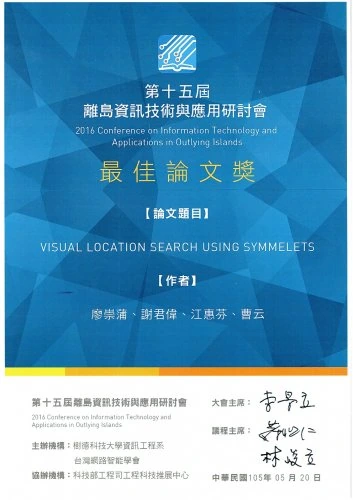 第十五屆
離島資訊技術與應用研討會
2016 Conference on Information Technology and
Applications in Outlying Islands
最佳論文獎
【論文題目】
VISUAL LOCATION SEARCH USING SYMMELETS
【作者】
廖崇蒲、謝君偉、江惠芬、曹云
第十五屆離島資訊技術與應用研討會
2016 Conference on Information Technology and
Applications in Outlying Islands
主辦機構：樹德科技大學資訊工程系
台灣網路智能學會
協辦機構：科技部工程司工程科技推展中心
大會主席：
議程主席：
中華民國105年05月20日